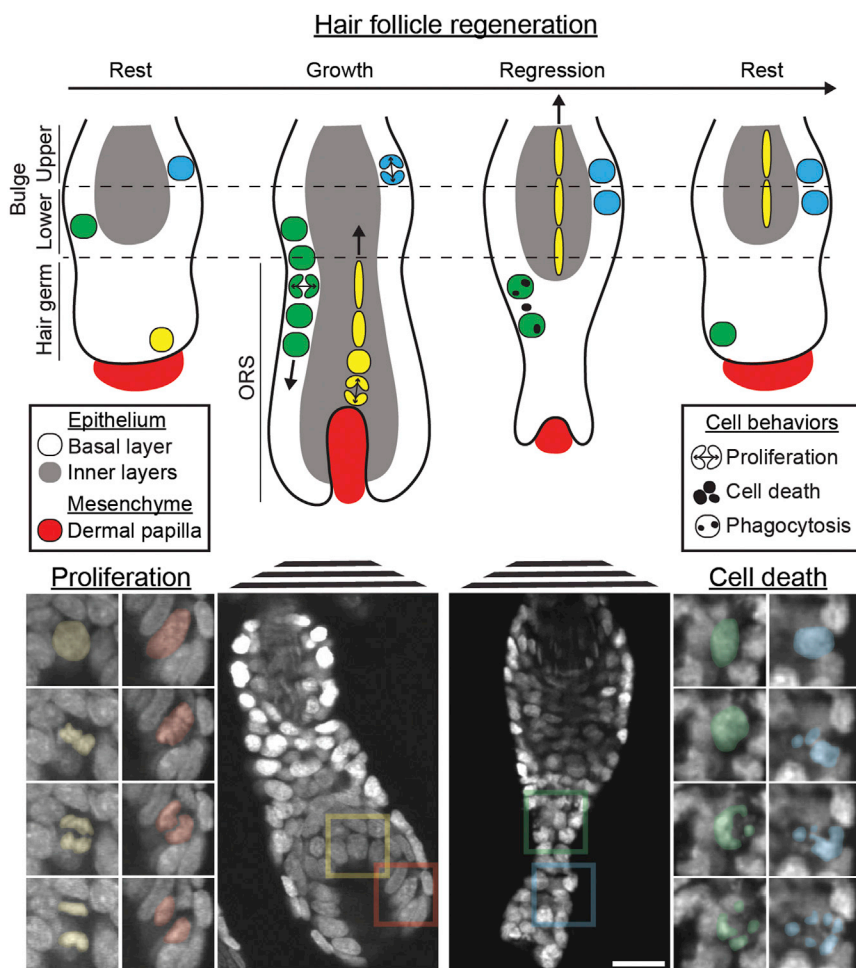 Hair follicle regeneration
Rest
Growth
Regression
Rest
Bulge
Upper
Lower
Hair germ
ORS
Epithelium
Basal layer
Inner layers
Mesenchyme
Dermal papilla
Cell behaviors
Proliferation
Cell death
Phagocytosis
Proliferation
Cell death